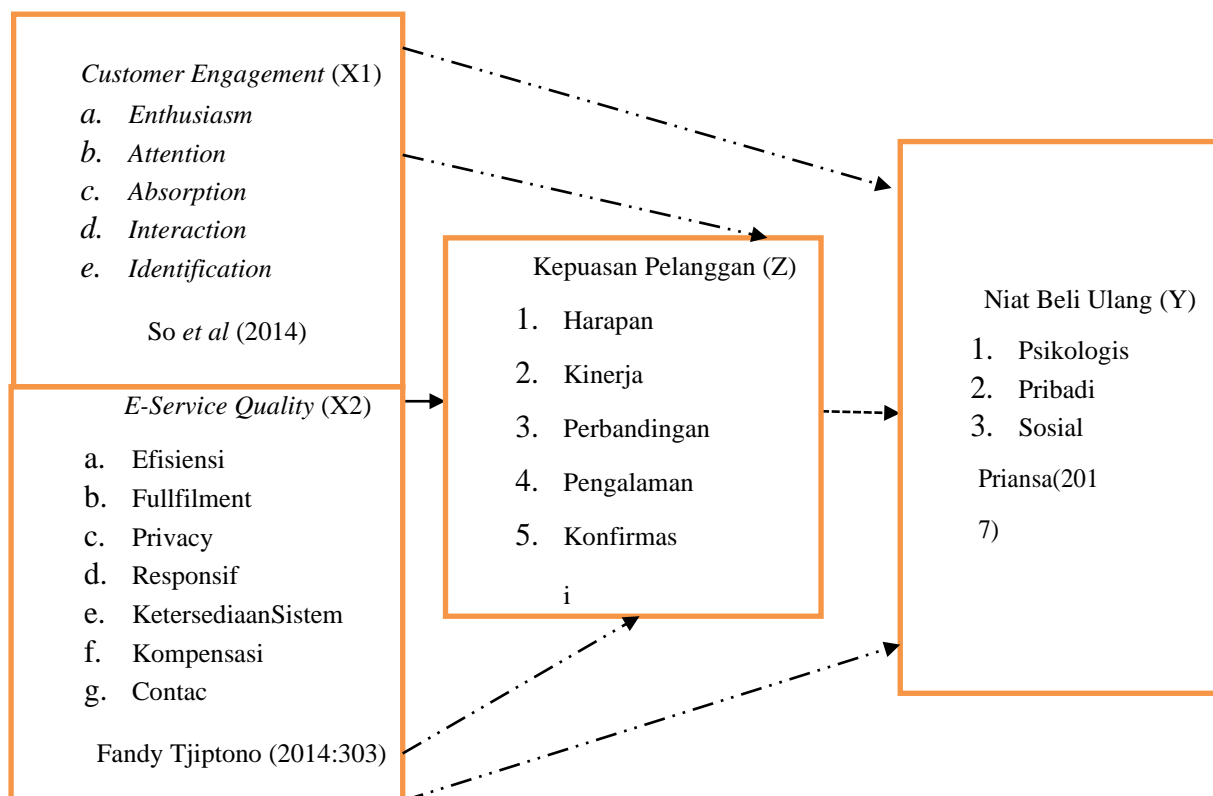 Customer Engagement (X1)
a. Enthusiasm
b. Attention
c. Absorption
d. Interaction
e. Identification
So et al (2014)
E-Service Quality (X2)
a. Efisiensi
b. Fullfilment
c. Privacy
d. Responsif
e. KetersediaanSistem
f. Kompensasi
g. Contac
Fandy Tjiptono (2014:303)
Kepuasan Pelanggan (Z)
1. Harapan
2. Kinerja
3. Perbandingan
4. Pengalaman
5. Konfirmas
i
Niat Beli Ulang (Y)
1. Psikologis
2. Pribadi
3. Sosial
Priansa(201
7)